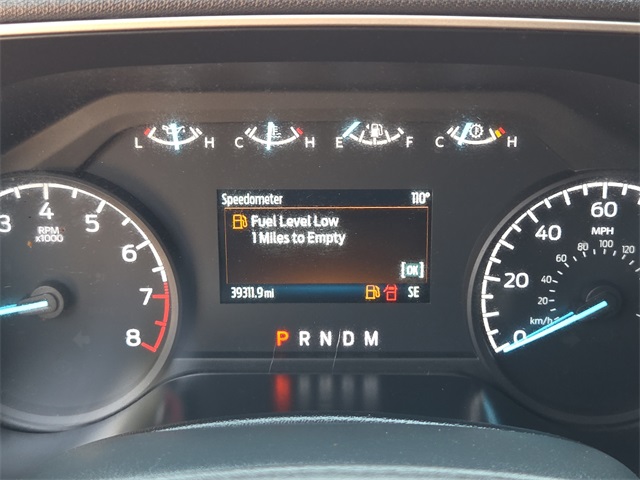 L H C H E F C H
Speedometer 110°
Fuel Level Low
1 Miles to Empty
[OK]
39311.9 mi SE
P R N D M
3 4 5 6 7 8
RPM
x1000
0 20 40 60
MPH
20 40 60 80 100 120
km/h